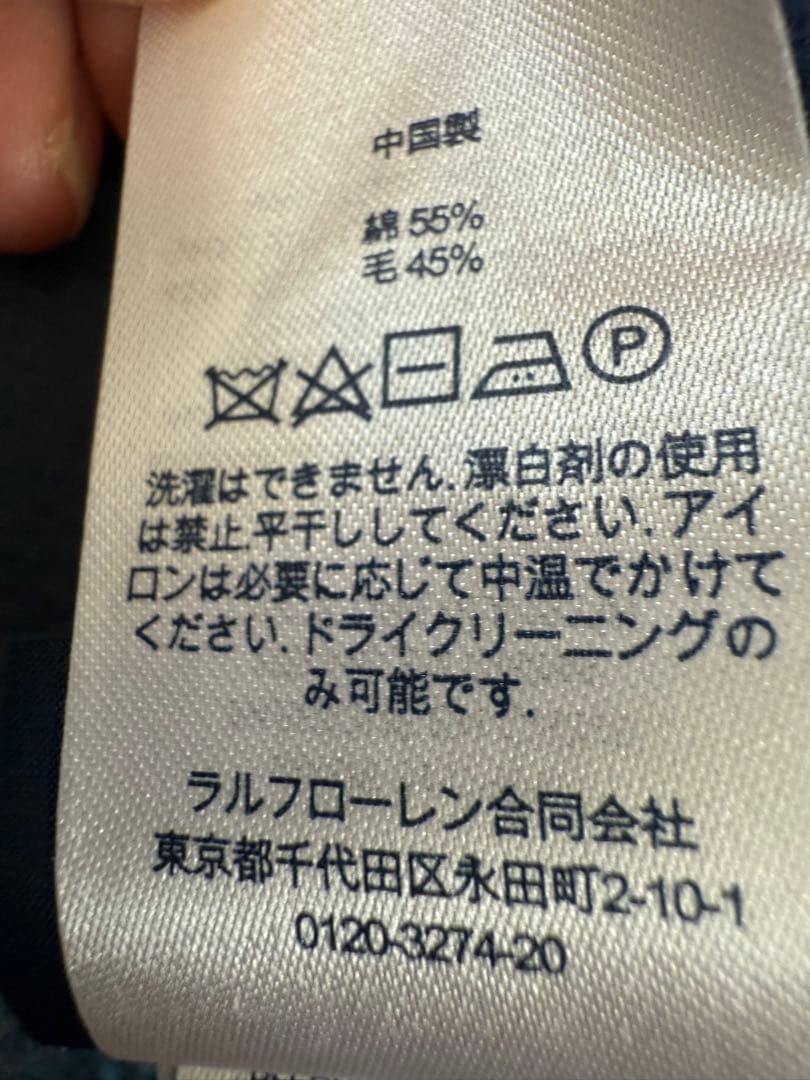 中国製
綿 55%
毛 45%
P
洗濯はできません.漂白剤の使用
は禁止.平干ししてください.アイ
ロンは必要に応じて中温でかけて
ください.ドライクリーニングの
み可能です.
ラルフローレン合同会社
東京都千代田区永田町2-10-1
0120-3274-20